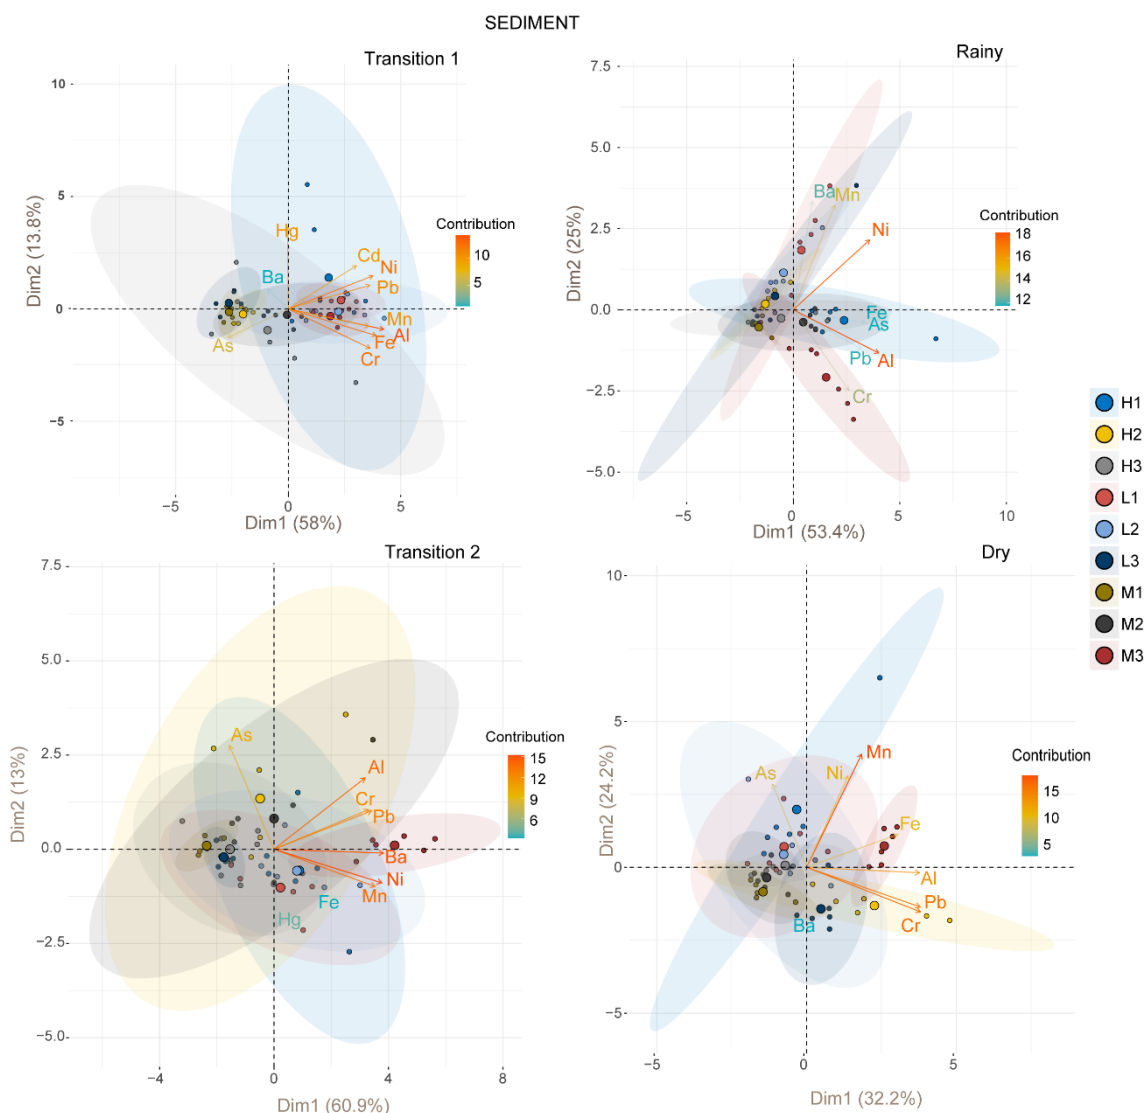 SEDIMENT
Transition 1
10
5
0
−5
Dim2 (13.8%)
Hg
Ba
Cd
Ni
Pb
Mn
Al
Fe
Cr
As
−5
0
5
Dim1 (58%)
Contribution
10
5
Rainy
7.5
5.0
2.5
0.0
−2.5
−5.0
Dim2 (25%)
Ba
Mn
Ni
Fe
As
Pb
Al
Cr
−5
0
5
10
Dim1 (53.4%)
Contribution
18
16
14
12
Transition 2
7.5
5.0
2.5
0.0
−2.5
−5.0
Dim2 (13%)
As
Al
Cr
Pb
Ba
Ni
Mn
Fe
Hg
−4
0
4
8
Dim1 (60.9%)
Contribution
15
12
9
6
Dry
10
5
0
−5
Dim2 (24.2%)
Mn
As
Ni
Fe
Al
Pb
Cr
Ba
−5
0
5
Dim1 (32.2%)
Contribution
15
10
5
H1
H2
H3
L1
L2
L3
M1
M2
M3